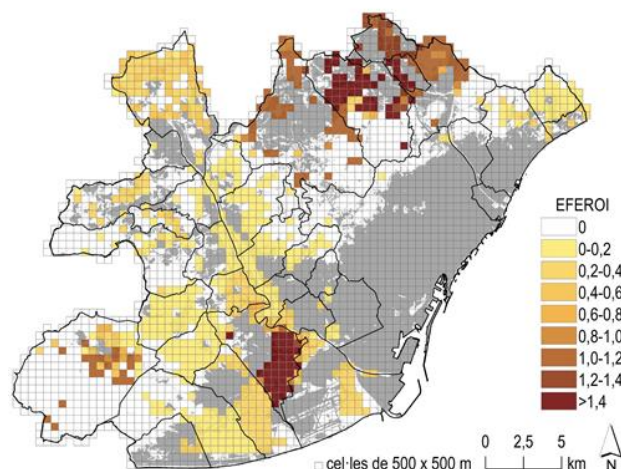 EFEROI
0
0-0,2
0,2-0,4
0,4-0,6
0,6-0,8
0,8-1,0
1,0-1,2
1,2-1,4
>1,4
cel·les de 500 x 500 m
0 2,5 5
km
N